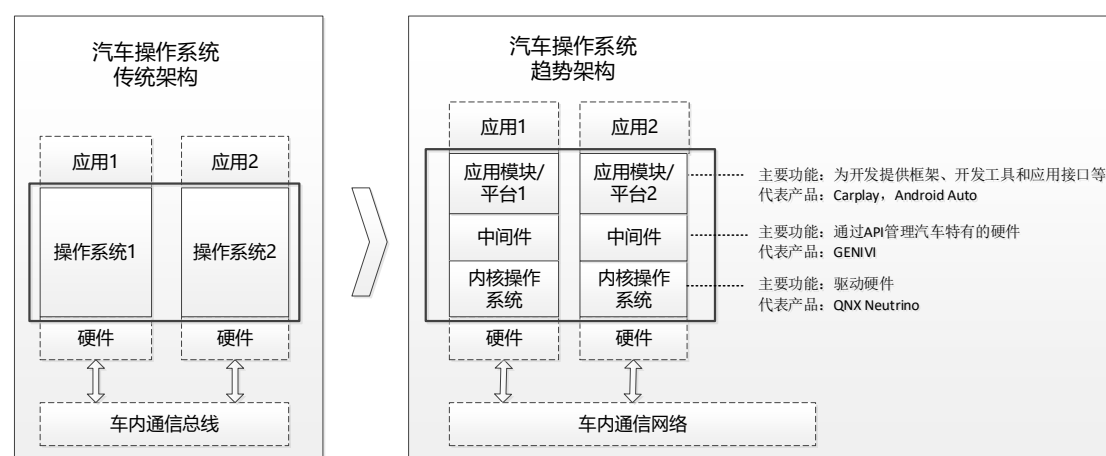 汽车操作系统
传统架构
应用1
应用2
操作系统1
操作系统2
硬件
硬件
车内通信总线
汽车操作系统
趋势架构
应用1
应用2
应用模块/
平台1
应用模块/
平台2
主要功能：为开发提供框架、开发工具和应用接口等
代表产品：Carplay，Android Auto
中间件
中间件
主要功能：通过API管理汽车特有的硬件
代表产品：GENIVI
内核操作
系统
内核操作
系统
主要功能：驱动硬件
代表产品：QNX Neutrino
硬件
硬件
车内通信网络